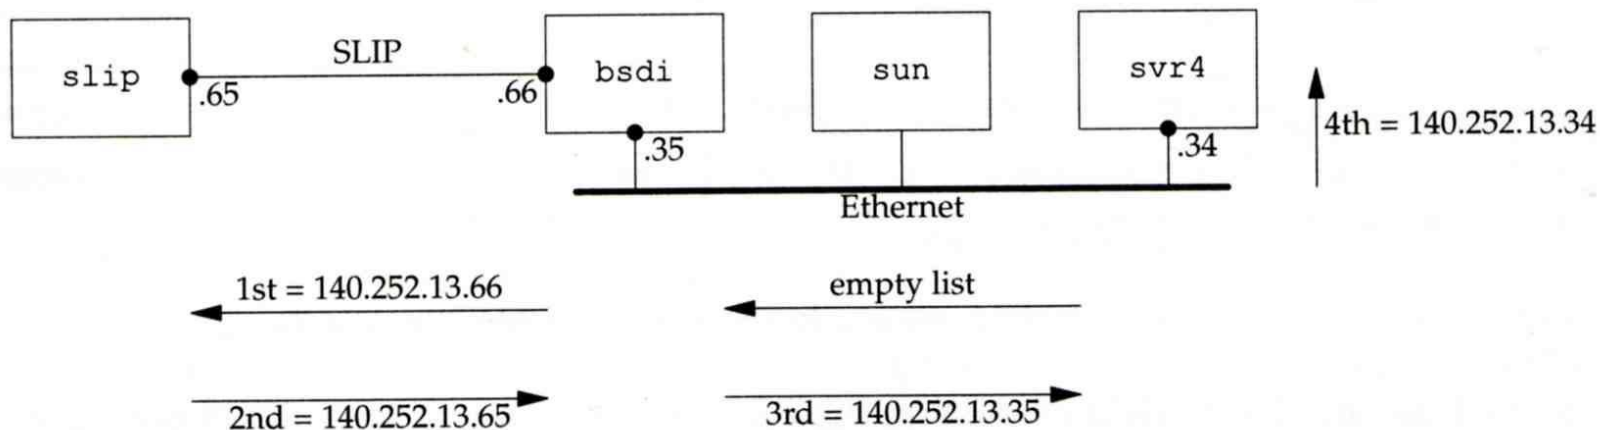 slip
SLIP
.65
.66
bsdi
.35
sun
svr4
.34
4th = 140.252.13.34
Ethernet
1st = 140.252.13.66
empty list
2nd = 140.252.13.65
3rd = 140.252.13.35